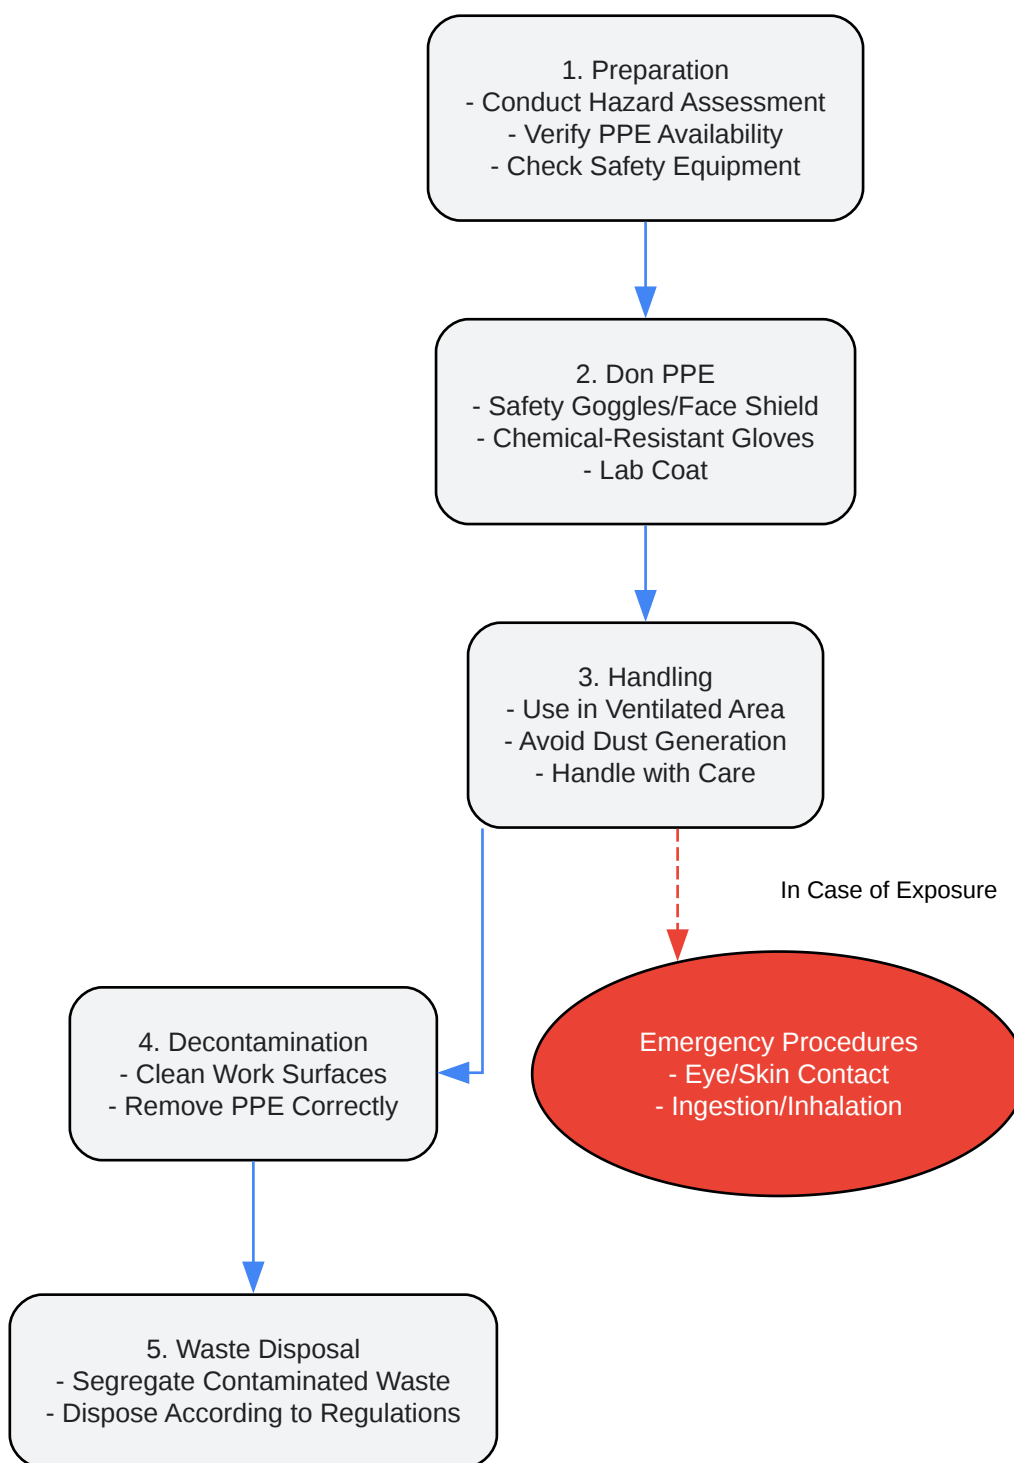 1. Preparation
- Conduct Hazard Assessment
- Verify PPE Availability
- Check Safety Equipment
2. Don PPE
- Safety Goggles/Face Shield
- Chemical-Resistant Gloves
- Lab Coat
3. Handling
- Use in Ventilated Area
- Avoid Dust Generation
- Handle with Care
In Case of Exposure
4. Decontamination
- Clean Work Surfaces
- Remove PPE Correctly
Emergency Procedures
- Eye/Skin Contact
- Ingestion/Inhalation
5. Waste Disposal
- Segregate Contaminated Waste
- Dispose According to Regulations